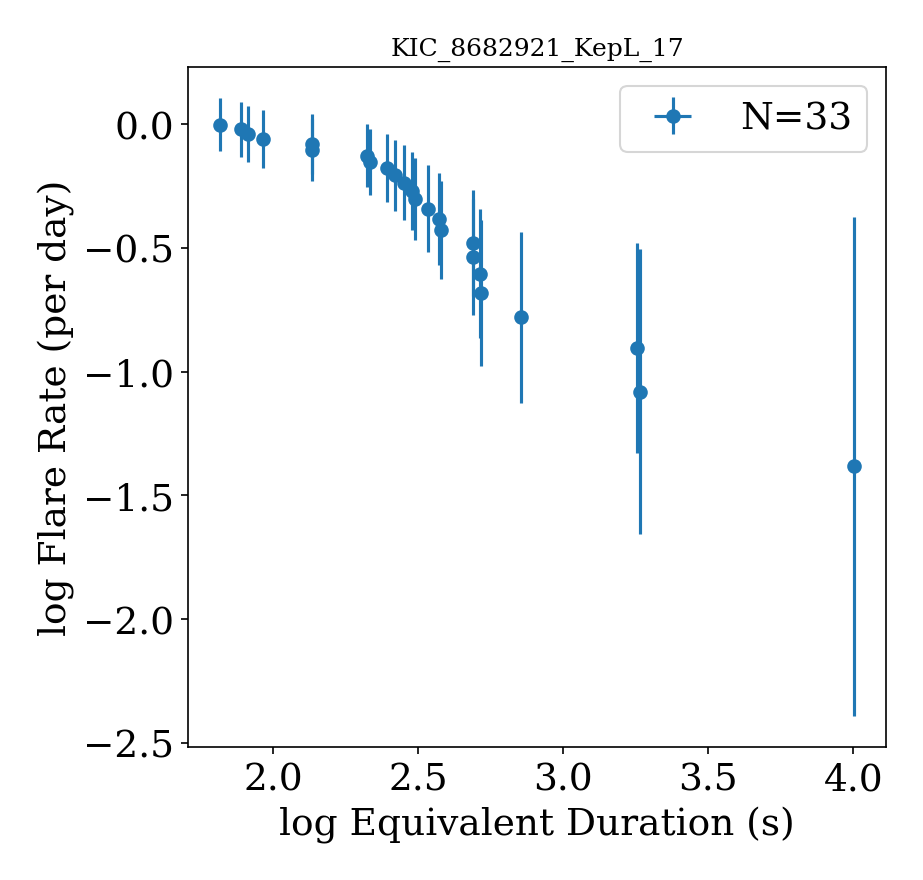 KIC_8682921_KepL_17
N=33
log Flare Rate (per day)
0.0
−0.5
−1.0
−1.5
−2.0
−2.5
2.0 2.5 3.0 3.5 4.0
log Equivalent Duration (s)